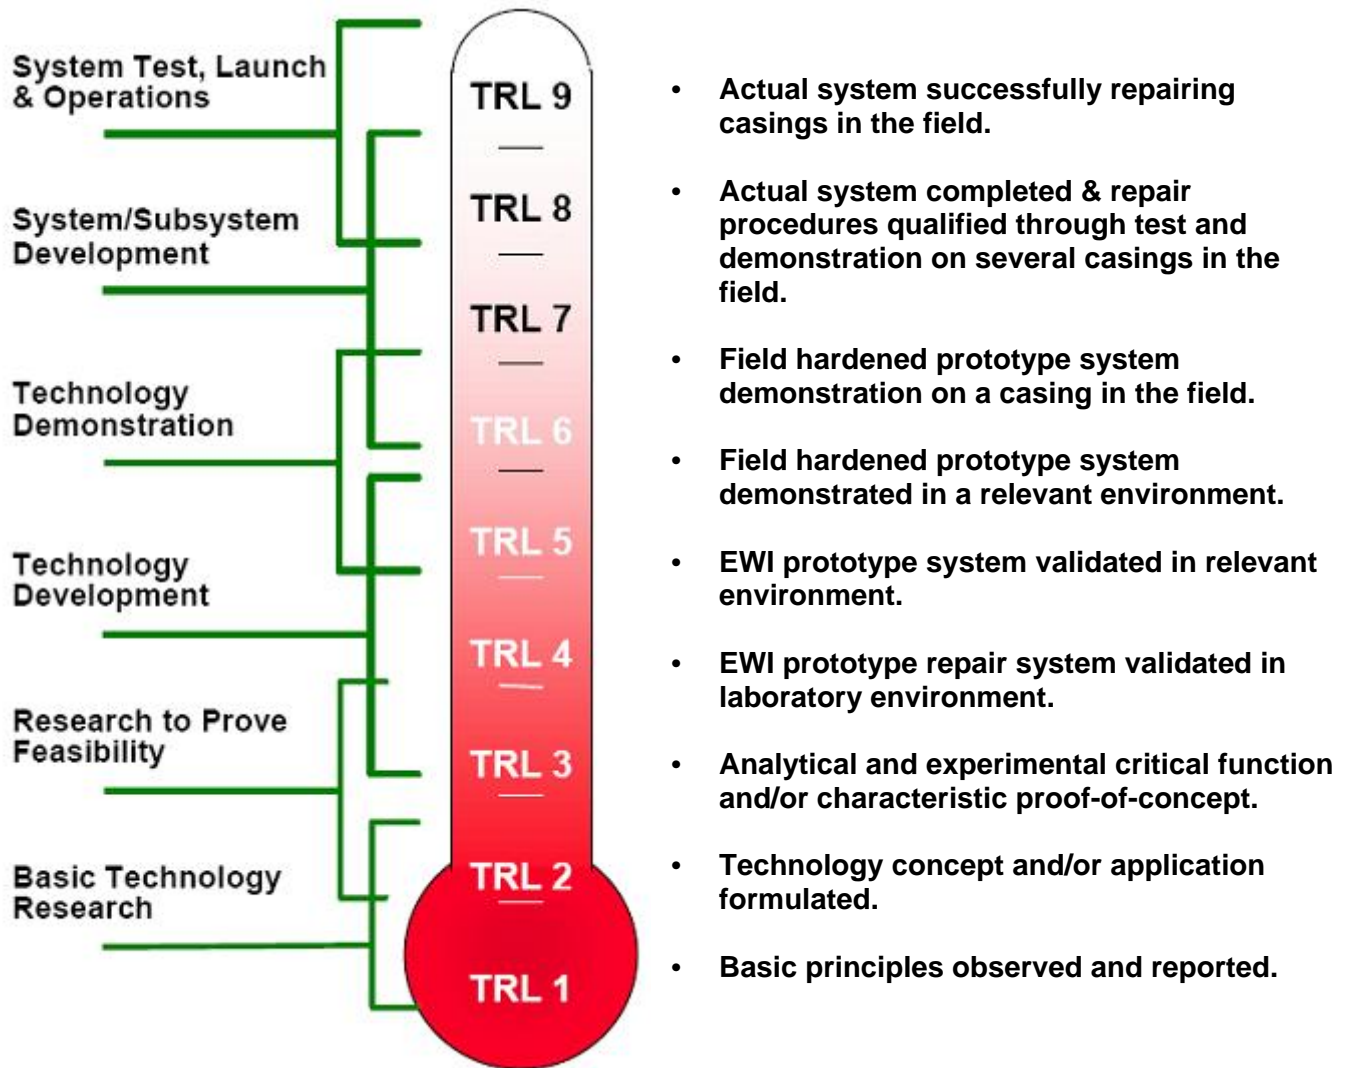 System Test, Launch
& Operations
System/Subsystem
Development
Technology
Demonstration
Technology
Development
Research to Prove
Feasibility
Basic Technology
Research
TRL 9
TRL 8
TRL 7
TRL 6
TRL 5
TRL 4
TRL 3
TRL 2
TRL 1
• Actual system successfully repairing
casings in the field.
• Actual system completed & repair
procedures qualified through test and
demonstration on several casings in the
field.
• Field hardened prototype system
demonstration on a casing in the field.
• Field hardened prototype system
demonstrated in a relevant environment.
• EWI prototype system validated in relevant
environment.
• EWI prototype repair system validated in
laboratory environment.
• Analytical and experimental critical function
and/or characteristic proof-of-concept.
• Technology concept and/or application
formulated.
• Basic principles observed and reported.